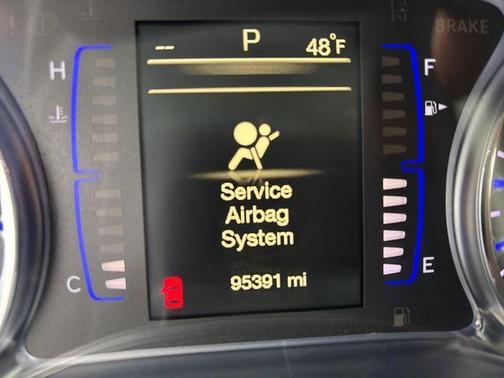 P
-- 48°F
BRAKE
H
F
Service
Airbag
System
C
E
95391 mi